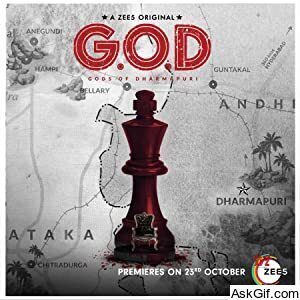 ★ A ZEE5 ORIGINAL ★
G.O.D
GODS OF DHARMAPURI
ANEGUNDI
HAMPI
BELLARY
GUNTAKAL
ANDH
DHARMAPURI
ATAKA
CHITRADURGA
PREMIERES ON 23RD OCTOBER
ZEE5
AskGif.com